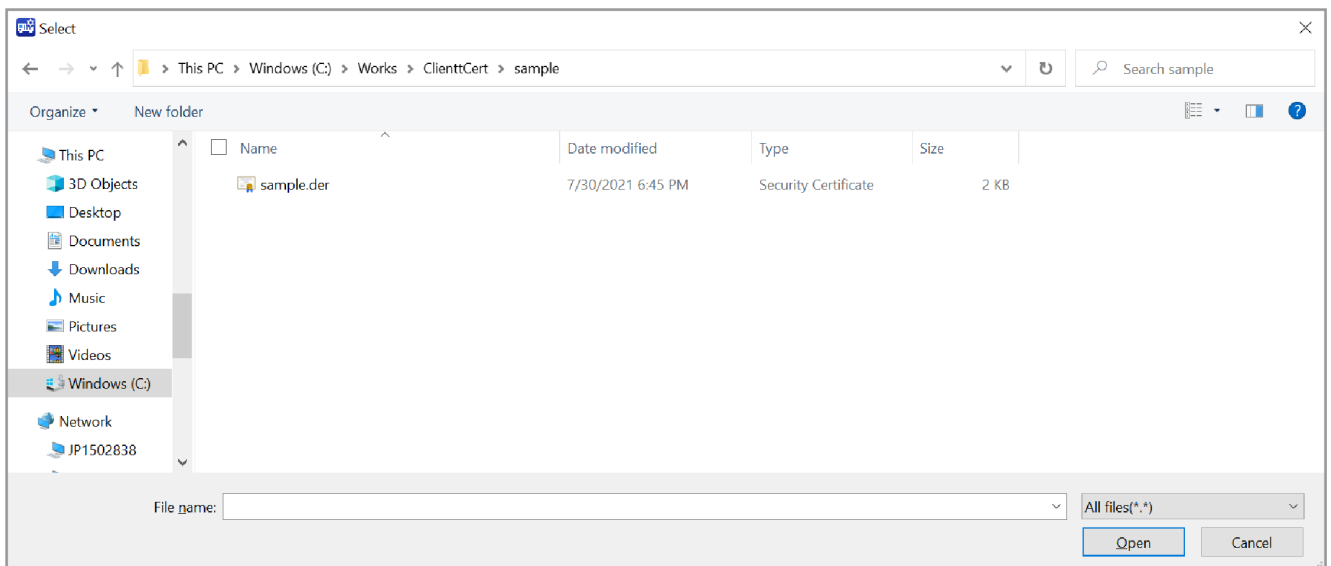 Select
This PC > Windows (C:) > Works > ClienttCert > sample
Search sample
Organize
New folder
Name Date modified Type Size
sample.der 7/30/2021 6:45 PM Security Certificate 2 KB
This PC
3D Objects
Desktop
Documents
Downloads
Music
Pictures
Videos
Windows (C:)
Network
JP1502838
File name:
All files(*.*)
Open
Cancel